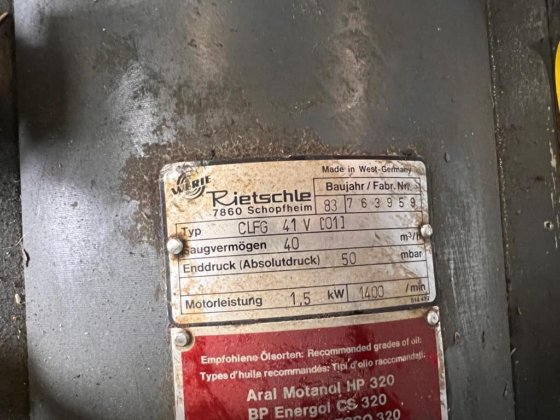 Made in West-Germany
WERIE
Rietschle
7860 Schopfheim
Baujahr / Fabr. Nr.
83 763959
Typ CLFG 41 V [01]
Saugvermögen 40 m³/h
Enddruck (Absolutdruck) 50 mbar
Motorleistung 1,5 kW 1400 /min
Empfohlene Ölsorten: Recommended grades of oil:
Types d'huile recommandés: Tipi d'olio raccomandati:
Aral Motanol HP 320
BP Energol CS 320
320